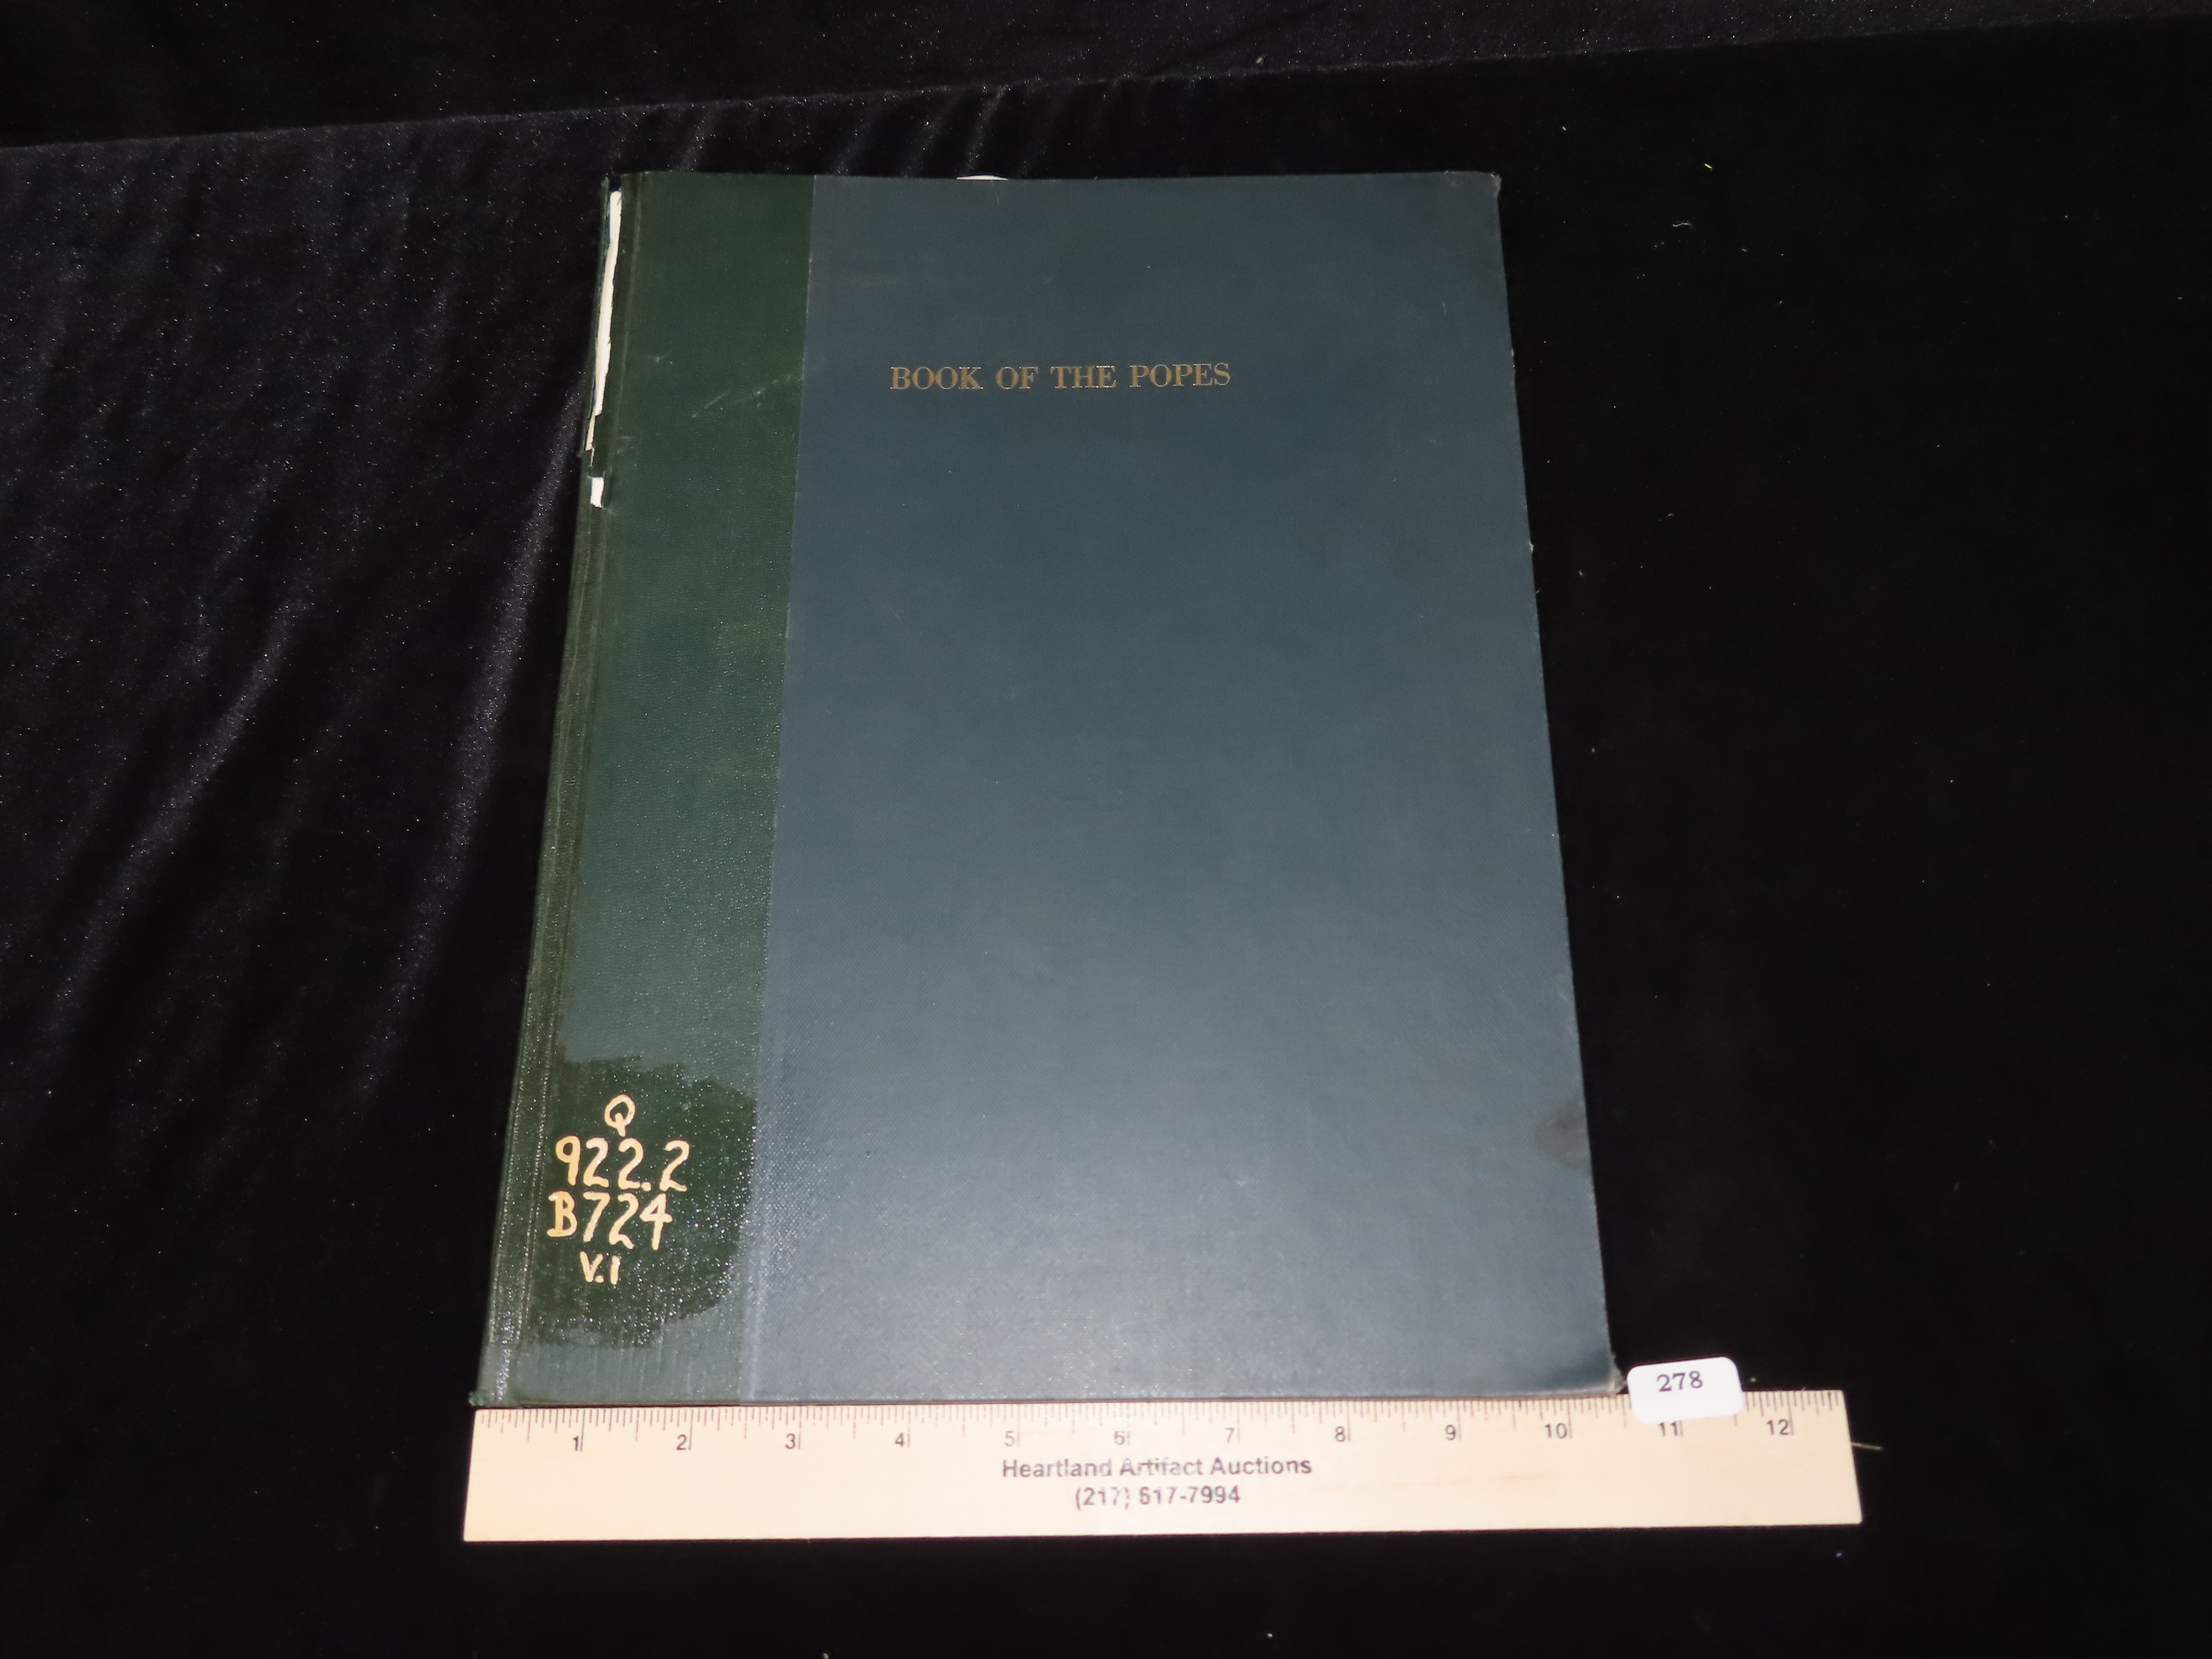 BOOK OF THE POPES
Q
922.2
B724
V.1
278
1 2 3 4 5 6 7 8 9 10 11 12
Heartland Artifact Auctions
(217) 617-7994